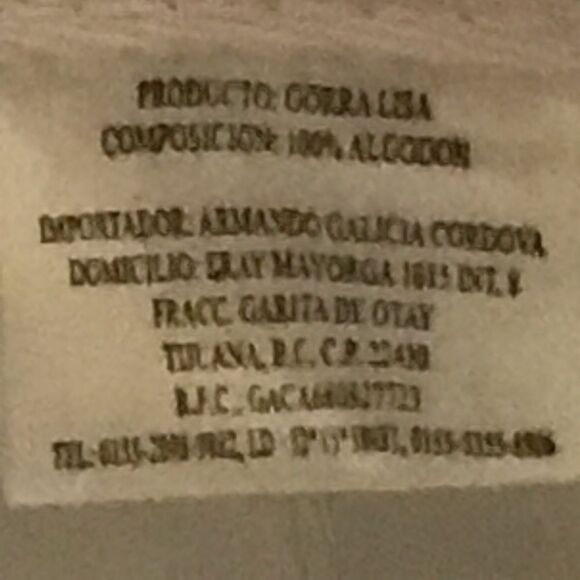 PRODUCTO: GORRA LISA
COMPOSICION: 100% ALGODON
IMPORTADOR: ARMANDO GALICIA CORDOVA
DOMICILIO: FRAY MAYORGA 1015 INT. 8
FRACC. GARITA DE OTAY
TIJUANA, B.C. C.P. 22430
R.F.C.
TEL: